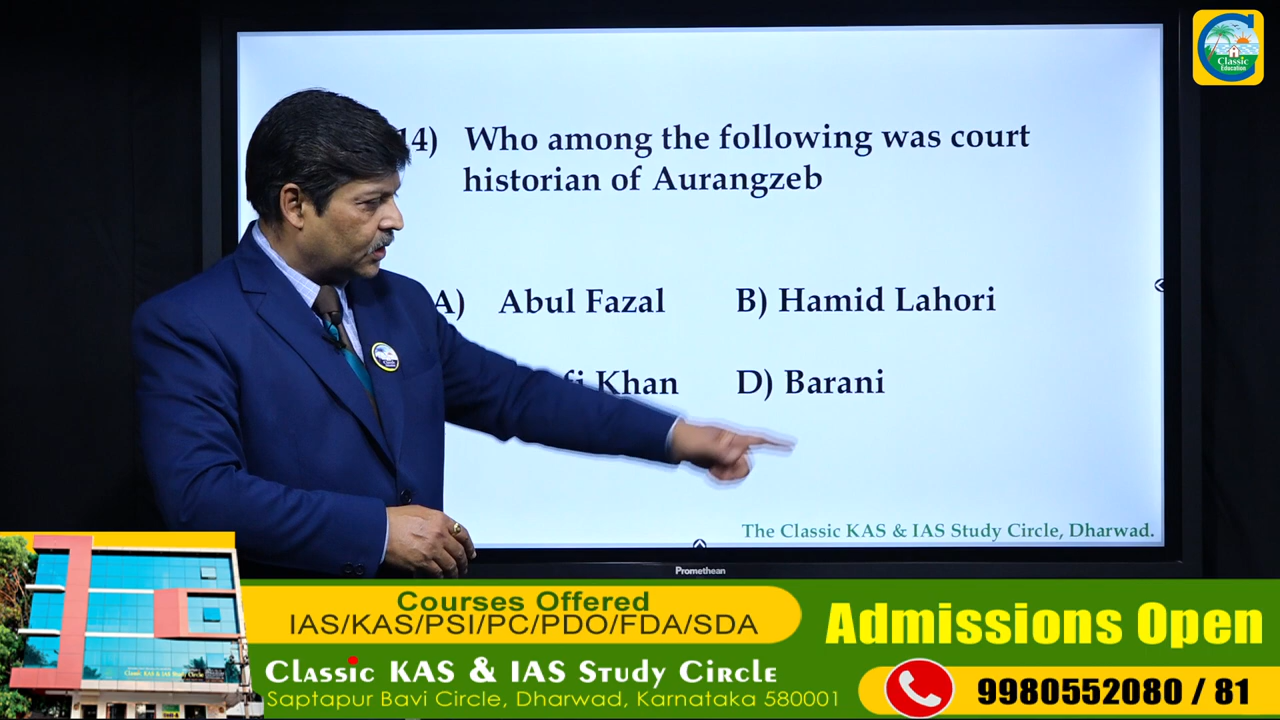 14) Who among the following was court
historian of Aurangzeb
A) Abul Fazal B) Hamid Lahori
Khan D) Barani
The Classic KAS & IAS Study Circle, Dharwad.
Promethean
Classic
Education
Courses Offered
IAS/KAS/PSI/PC/PDO/FDA/SDA
Classic KAS & IAS Study Circle
Saptapur Bavi Circle, Dharwad, Karnataka 580001
Admissions Open
9980552080 / 81